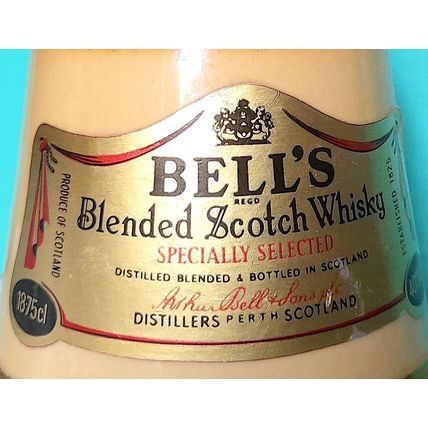 BELL'S
REGD
Blended Scotch Whisky
SPECIALLY SELECTED
DISTILLED BLENDED & BOTTLED IN SCOTLAND
Arthur Bell & Sons plc
DISTILLERS PERTH SCOTLAND
PRODUCE OF SCOTLAND
18.75cl
ESTABLISHED 1825